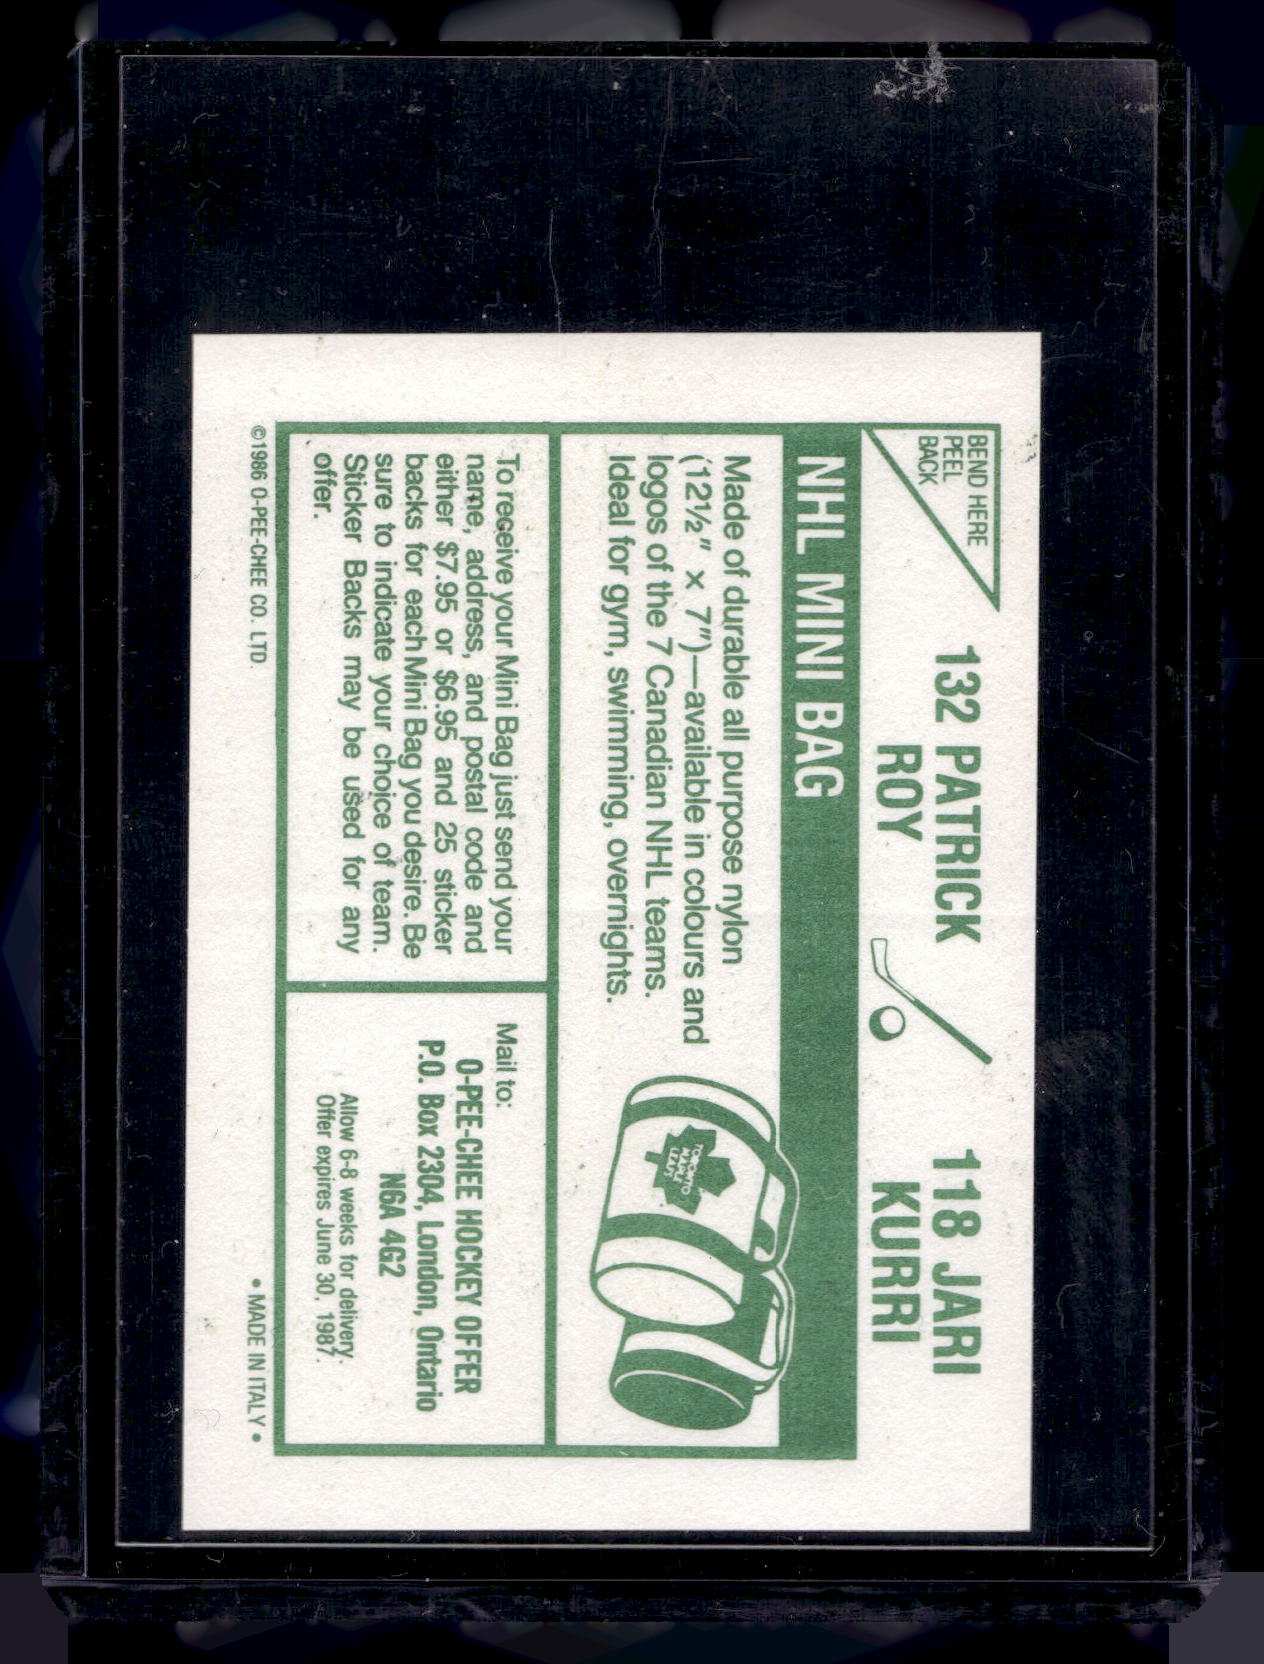 BEND HERE
PEEL
BACK
132 PATRICK
ROY
118 JARI
KURRI
NHL MINI BAG
Made of durable all purpose nylon
(12½" x 7")—available in colours and
logos of the 7 Canadian NHL teams.
Ideal for gym, swimming, overnights.
TORONTO
MAPLE
LEAFS
To receive your Mini Bag just send your
name, address, and postal code and
either $7.95 or $6.95 and 25 sticker
backs for each Mini Bag you desire. Be
sure to indicate your choice of team.
Sticker Backs may be used for any
offer.
Mail to:
O-PEE-CHEE HOCKEY OFFER
P.O. Box 2304, London, Ontario
N6A 4G2
Allow 6-8 weeks for delivery.
Offer expires June 30, 1987.
©1986 O-PEE-CHEE CO. LTD.
• MADE IN ITALY •